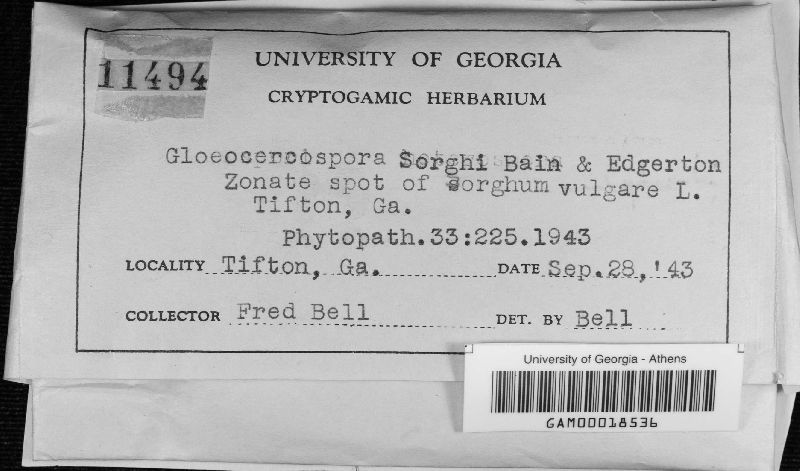 11494
UNIVERSITY OF GEORGIA
CRYPTOGAMIC HERBARIUM
Gloeocercospora Sorghi Bain & Edgerton
Zonate spot of sorghum vulgare L.
Tifton, Ga.
Phytopath.33:225.1943
LOCALITY Tifton, Ga. DATE Sep.28,'43
COLLECTOR Fred Bell DET. BY Bell
University of Georgia - Athens
GAM00018536